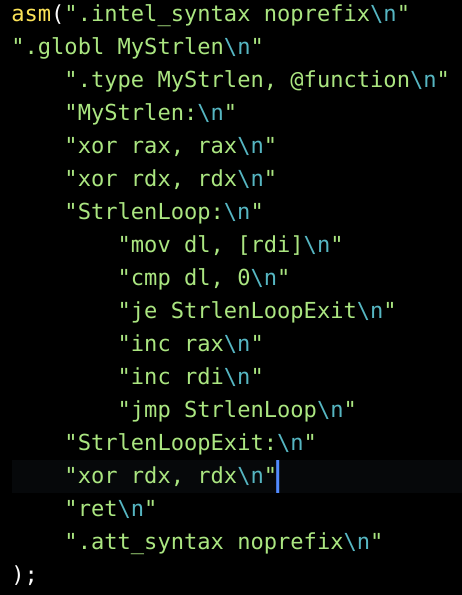 asm(".intel_syntax noprefix\n"
".globl MyStrlen\n"
".type MyStrlen, @function\n"
"MyStrlen:\n"
"xor rax, rax\n"
"xor rdx, rdx\n"
"StrlenLoop:\n"
"mov dl, [rdi]\n"
"cmp dl, 0\n"
"je StrlenLoopExit\n"
"inc rax\n"
"inc rdi\n"
"jmp StrlenLoop\n"
"StrlenLoopExit:\n"
"xor rdx, rdx\n"
"ret\n"
".att_syntax noprefix\n"
);